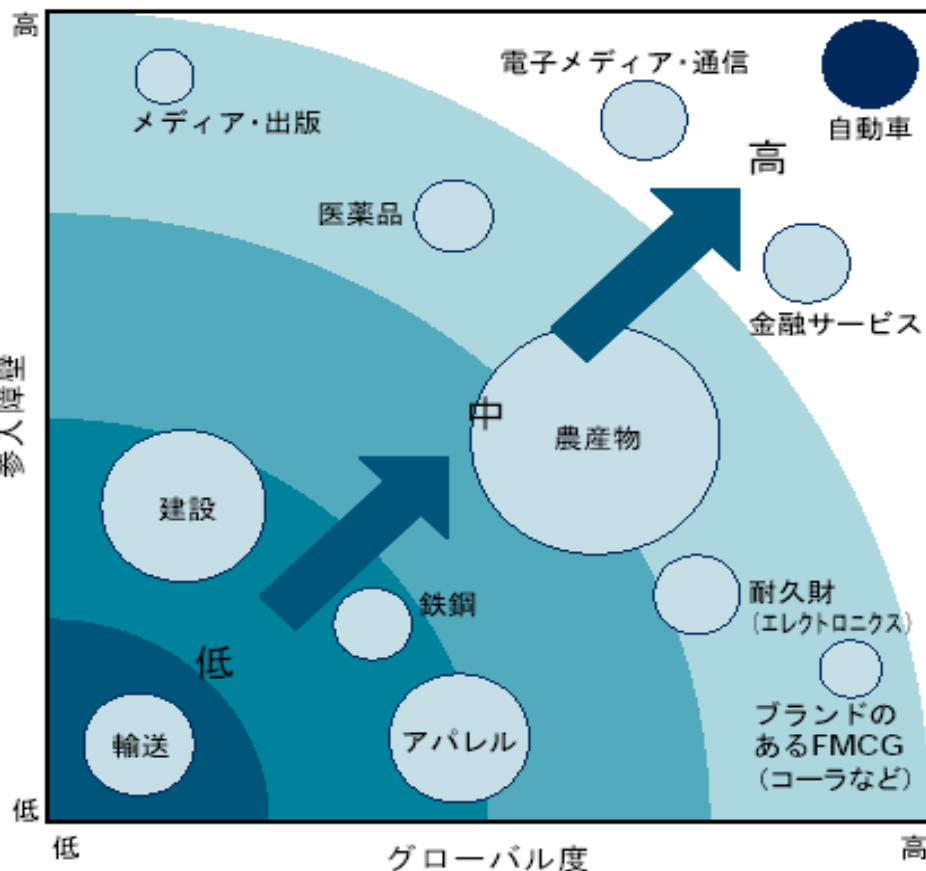 高
電子メディア・通信
メディア・出版
自動車
高
医薬品
金融サービス
参入障壁
中
農産物
建設
耐久財
(エレクトロニクス)
鉄鋼
低
ブランドの
あるFMCG
(コーラなど)
輸送
アパレル
低
低
グローバル度
高